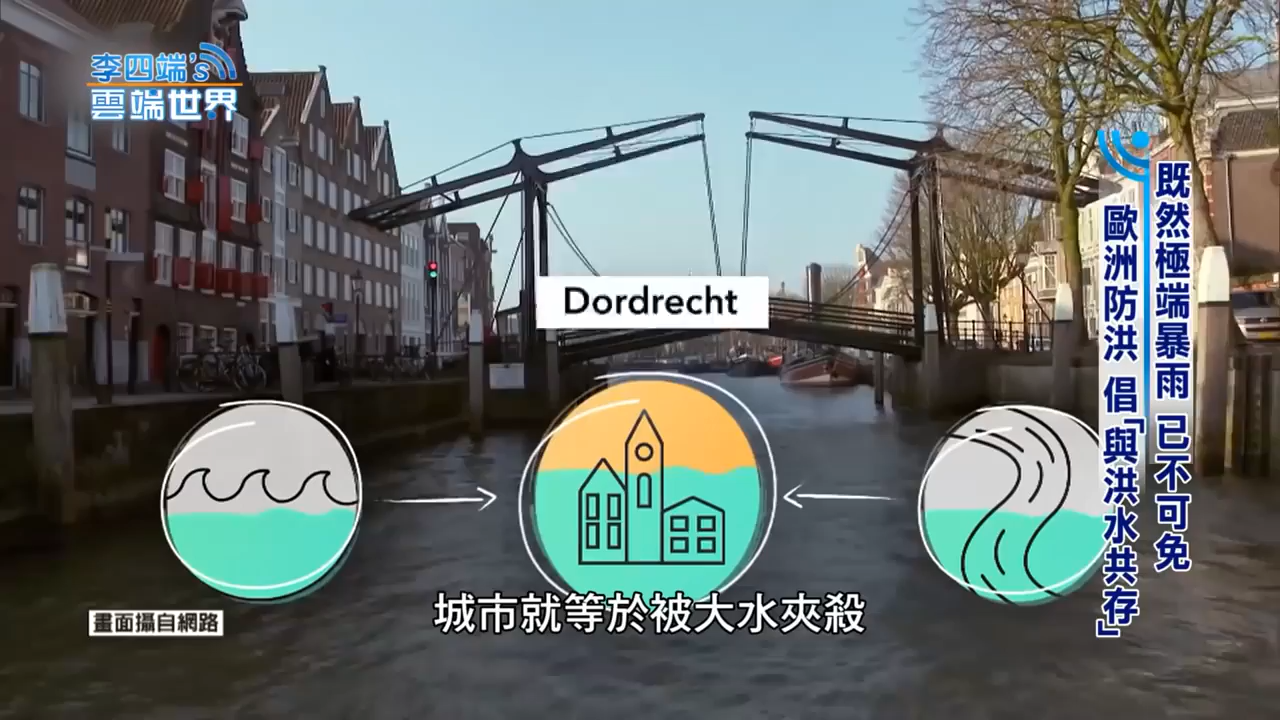 李四端's
雲端世界
既然極端暴雨 已不可免
歐洲防洪 倡「與洪水共存」
Dordrecht
城市就等於被大水夾殺
畫面攝自網路